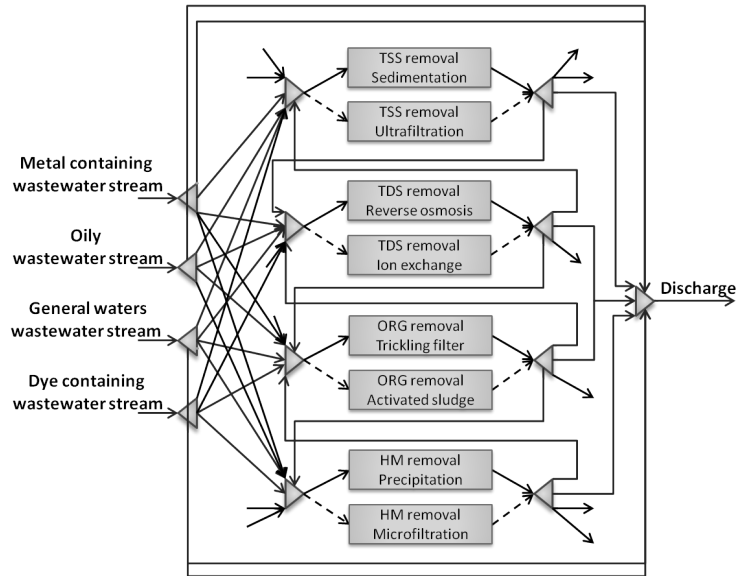 TSS removal
Sedimentation
TSS removal
Ultrafiltration
Metal containing
wastewater stream
TDS removal
Reverse osmosis
Oily
wastewater stream
TDS removal
Ion exchange
Discharge
General waters
wastewater stream
ORG removal
Trickling filter
Dye containing
wastewater stream
ORG removal
Activated sludge
HM removal
Precipitation
HM removal
Microfiltration